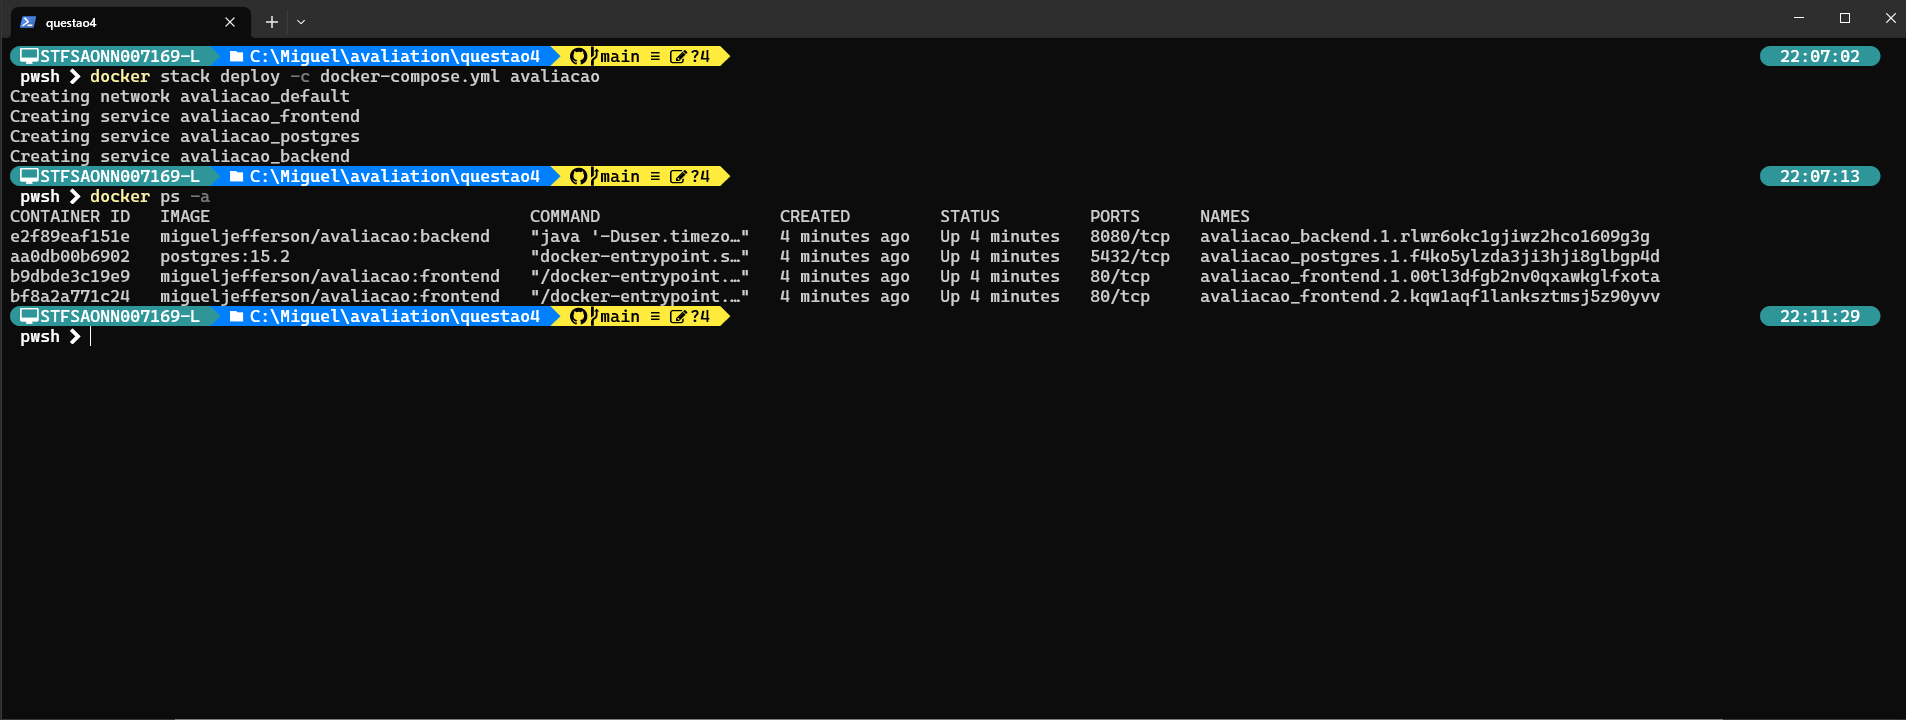 questao4
STFSAONN007169-L C:\Miguel\avaliation\questao4 main ≡ ?4 22:07:02
pwsh ❯ docker stack deploy -c docker-compose.yml avaliacao
Creating network avaliacao_default
Creating service avaliacao_frontend
Creating service avaliacao_postgres
Creating service avaliacao_backend
STFSAONN007169-L C:\Miguel\avaliation\questao4 main ≡ ?4 22:07:13
pwsh ❯ docker ps -a
CONTAINER ID IMAGE COMMAND CREATED STATUS PORTS NAMES
e2f89eaf151e migueljefferson/avaliacao:backend "java '-Duser.timezo…" 4 minutes ago Up 4 minutes 8080/tcp avaliacao_backend.1.rlwr6okc1gjiwz2hco1609g3g
aa0db00b6902 postgres:15.2 "docker-entrypoint.s…" 4 minutes ago Up 4 minutes 5432/tcp avaliacao_postgres.1.f4ko5ylzda3ji3hji8glbgp4d
b9dbde3c19e9 migueljefferson/avaliacao:frontend "/docker-entrypoint.…" 4 minutes ago Up 4 minutes 80/tcp avaliacao_frontend.1.00tl3dfgb2nv0qxawkglfxota
bf8a2a771c24 migueljefferson/avaliacao:frontend "/docker-entrypoint.…" 4 minutes ago Up 4 minutes 80/tcp avaliacao_frontend.2.kqw1aqf1lanksztmsj5z90yvv
STFSAONN007169-L C:\Miguel\avaliation\questao4 main ≡ ?4 22:11:29
pwsh ❯